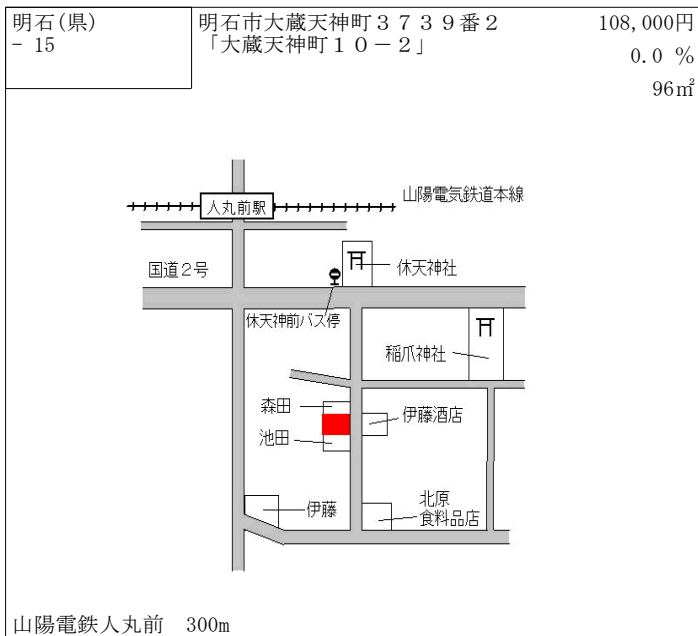 明石(県)
- 15
明石市大蔵天神町３７３９番２
「大蔵天神町１０－２」
108,000円
0.0 %
96㎡
山陽電気鉄道本線
人丸前駅
国道２号
休天神社
休天神前バス停
稲爪神社
森田
伊藤酒店
池田
伊藤
北原
食料品店
山陽電鉄人丸前　300m